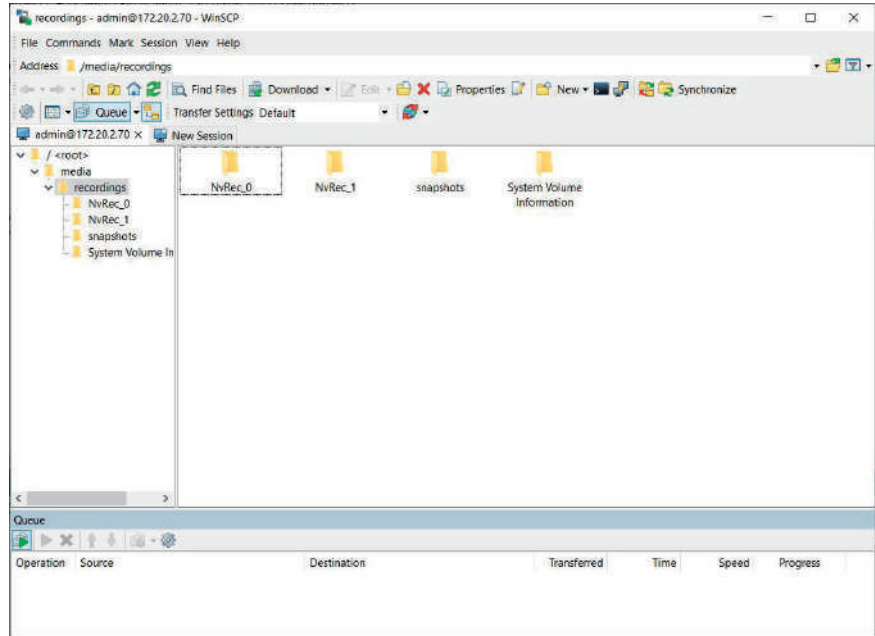 recordings - admin@172.20.2.70 - WinSCP
File Commands Mark Session View Help
Address /media/recordings
Find Files Download Edit Properties New Synchronize
Queue Transfer Settings Default
admin@172.20.2.70 × New Session
/ <root>
media
recordings
NvRec_0
NvRec_1
snapshots
System Volume In
NvRec_0 NvRec_1 snapshots System Volume
Information
Queue
Operation Source Destination Transferred Time Speed Progress